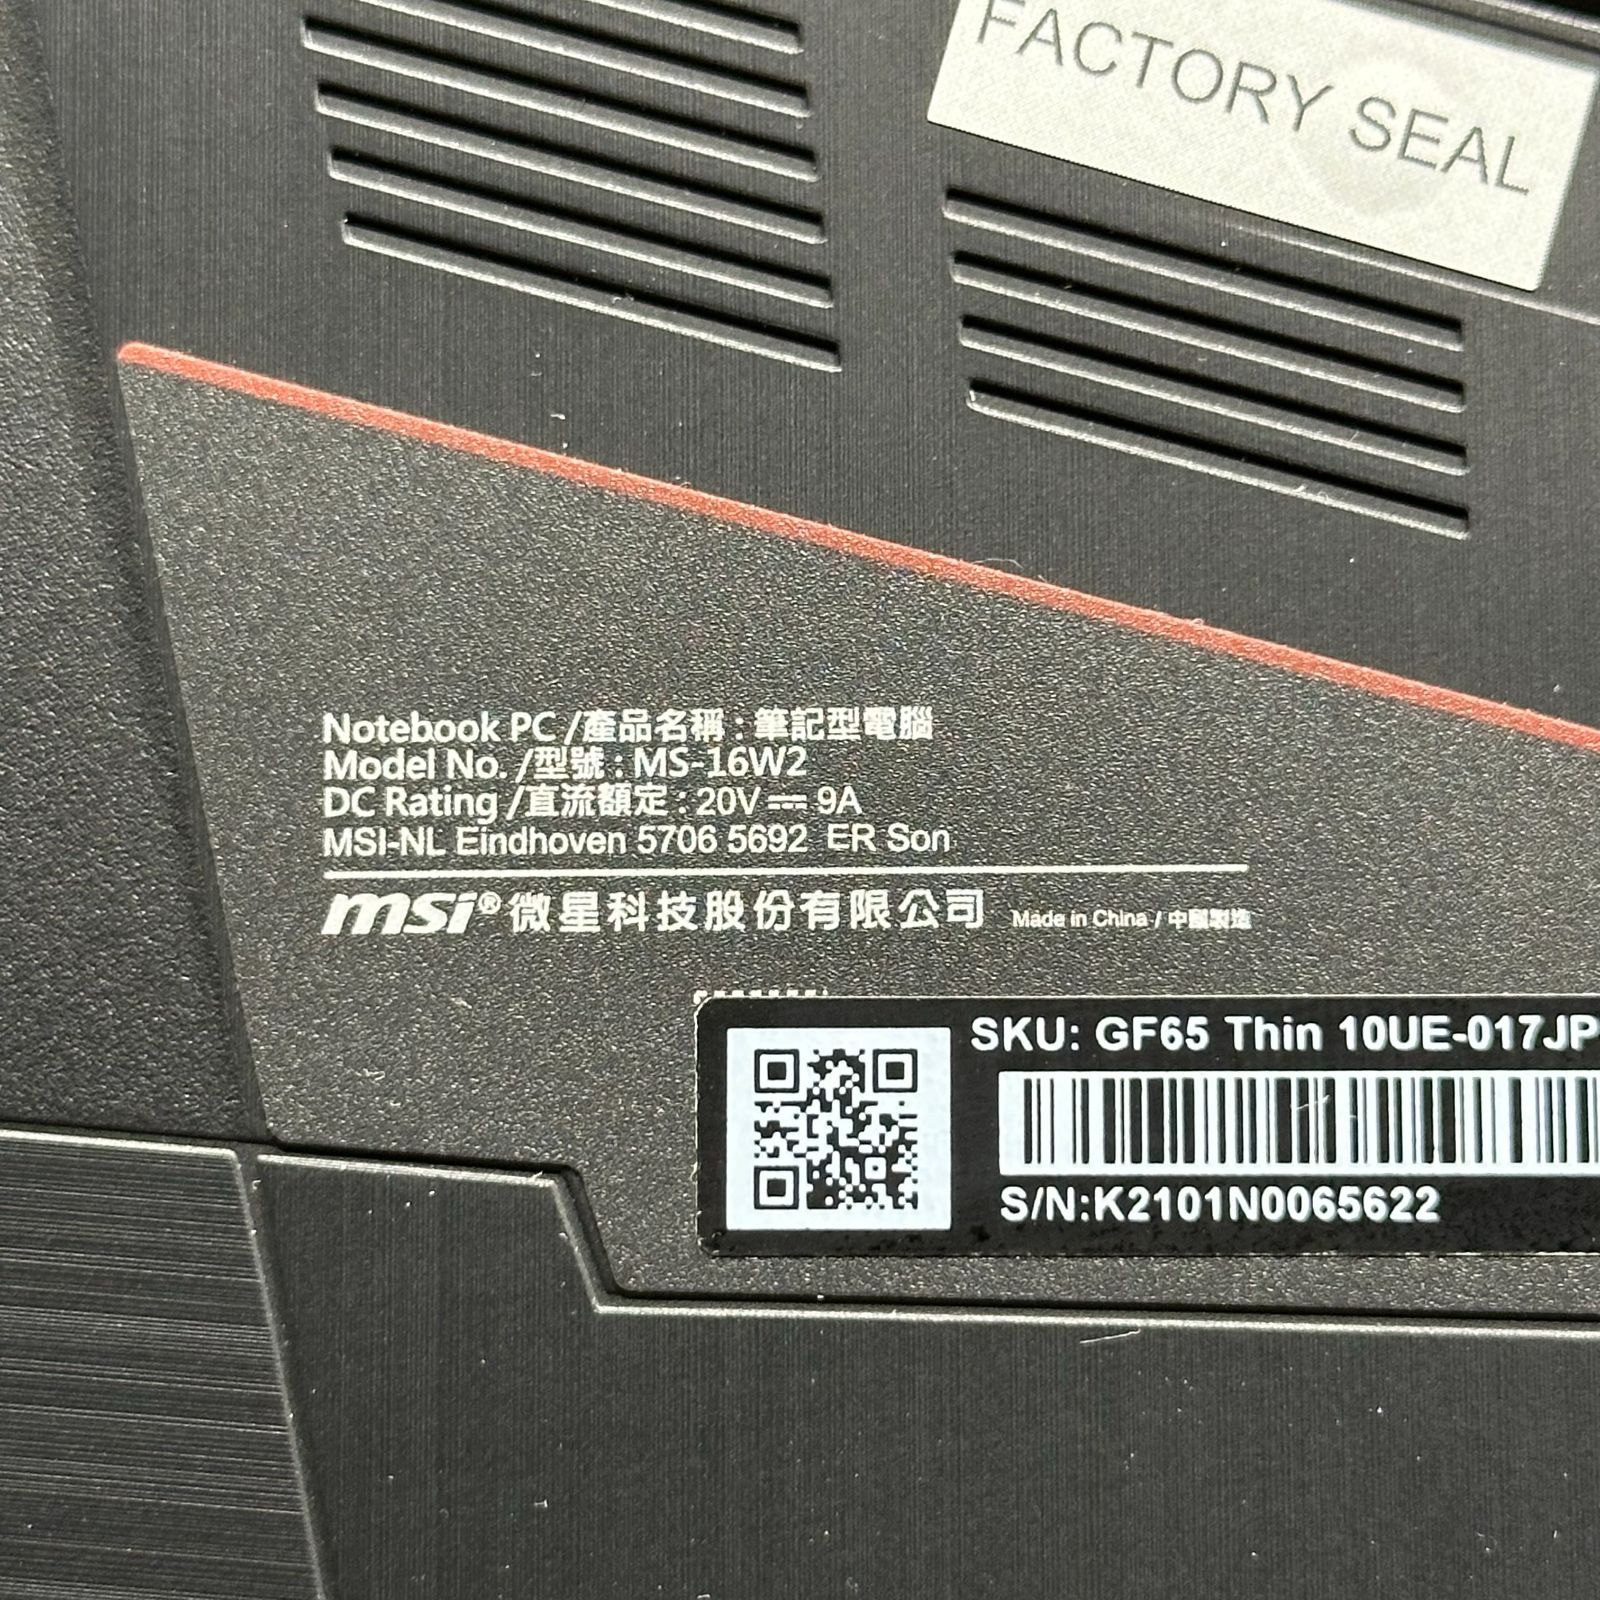 FACTORY SEAL
Notebook PC /產品名稱 : 筆記型電腦
Model No. /型號 : MS-16W2
DC Rating /直流額定 : 20V ⎓ 9A
MSI-NL Eindhoven 5706 5692 ER Son
msi® 微星科技股份有限公司 Made in China / 中國製造
SKU: GF65 Thin 10UE-017JP
S/N:K2101N0065622